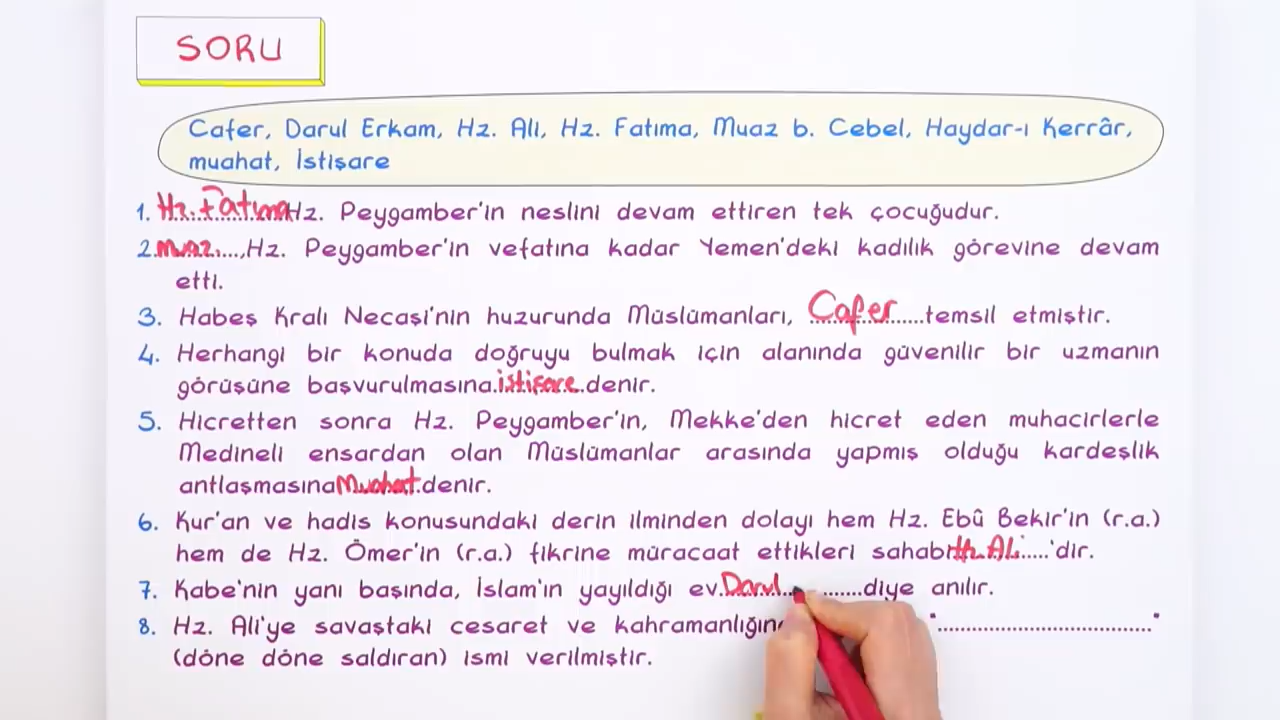 SORU
Cafer, Darul Erkam, Hz. Ali, Hz. Fatıma, Muaz b. Cebel, Haydar-ı Kerrâr,
muahat, İstişare
1. Hz. Fatıma Hz. Peygamber'in neslini devam ettiren tek çocuğudur.
2. muaz....,Hz. Peygamber'in vefatına kadar Yemen'deki kadılık görevine devam
etti.
3. Habeş Kralı Necaşi'nin huzurunda Müslümanları, Cafer....temsil etmiştir.
4. Herhangi bir konuda doğruyu bulmak için alanında güvenilir bir uzmanın
görüşüne başvurulmasına.istişare.denir.
5. Hicretten sonra Hz. Peygamber'in, Mekke'den hicret eden muhacirlerle
Medineli ensardan olan Müslümanlar arasında yapmış olduğu kardeşlik
antlaşmasına Muahat.denir.
6. Kur'an ve hadis konusundaki derin ilminden dolayı hem Hz. Ebû Bekir'in (r.a.)
hem de Hz. Ömer'in (r.a.) fikrine müracaat ettikleri sahabi Hz. Ali.....'dir.
7. Kabe'nin yanı başında, İslam'ın yayıldığı ev.Darul.. .......diye anılır.
8. Hz. Ali'ye savaştaki cesaret ve kahramanlığın "......................................"
(döne döne saldıran) ismi verilmiştir.